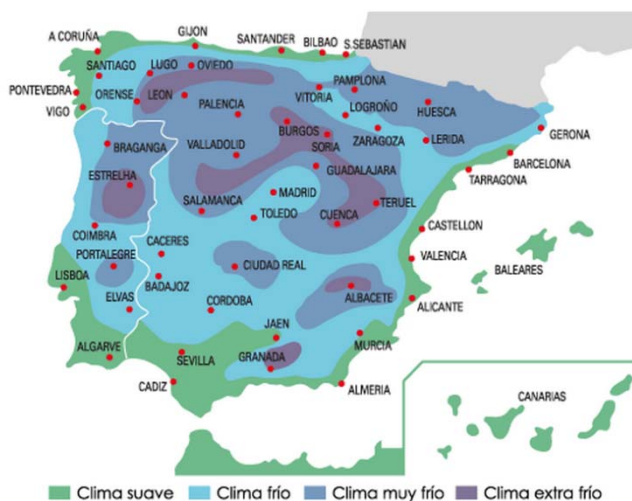 A CORUÑA
GIJON
SANTANDER
BILBAO
S.SEBASTIAN
SANTIAGO
LUGO
OVIEDO
PAMPLONA
PONTEVEDRA
ORENSE
LEON
VITORIA
VIGO
PALENCIA
LOGROÑO
HUESCA
BURGOS
BRAGANGA
VALLADOLID
SORIA
ZARAGOZA
LERIDA
GERONA
BARCELONA
ESTRELHA
GUADALAJARA
TARRAGONA
SALAMANCA
MADRID
TERUEL
TOLEDO
CUENCA
COIMBRA
CASTELLON
CACERES
PORTALEGRE
VALENCIA
LISBOA
CIUDAD REAL
BALEARES
BADAJOZ
ALBACETE
ELVAS
CORDOBA
ALICANTE
JAEN
ALGARVE
SEVILLA
GRANADA
MURCIA
CADIZ
ALMERIA
CANARIAS
Clima suave
Clima frío
Clima muy frío
Clima extra frío